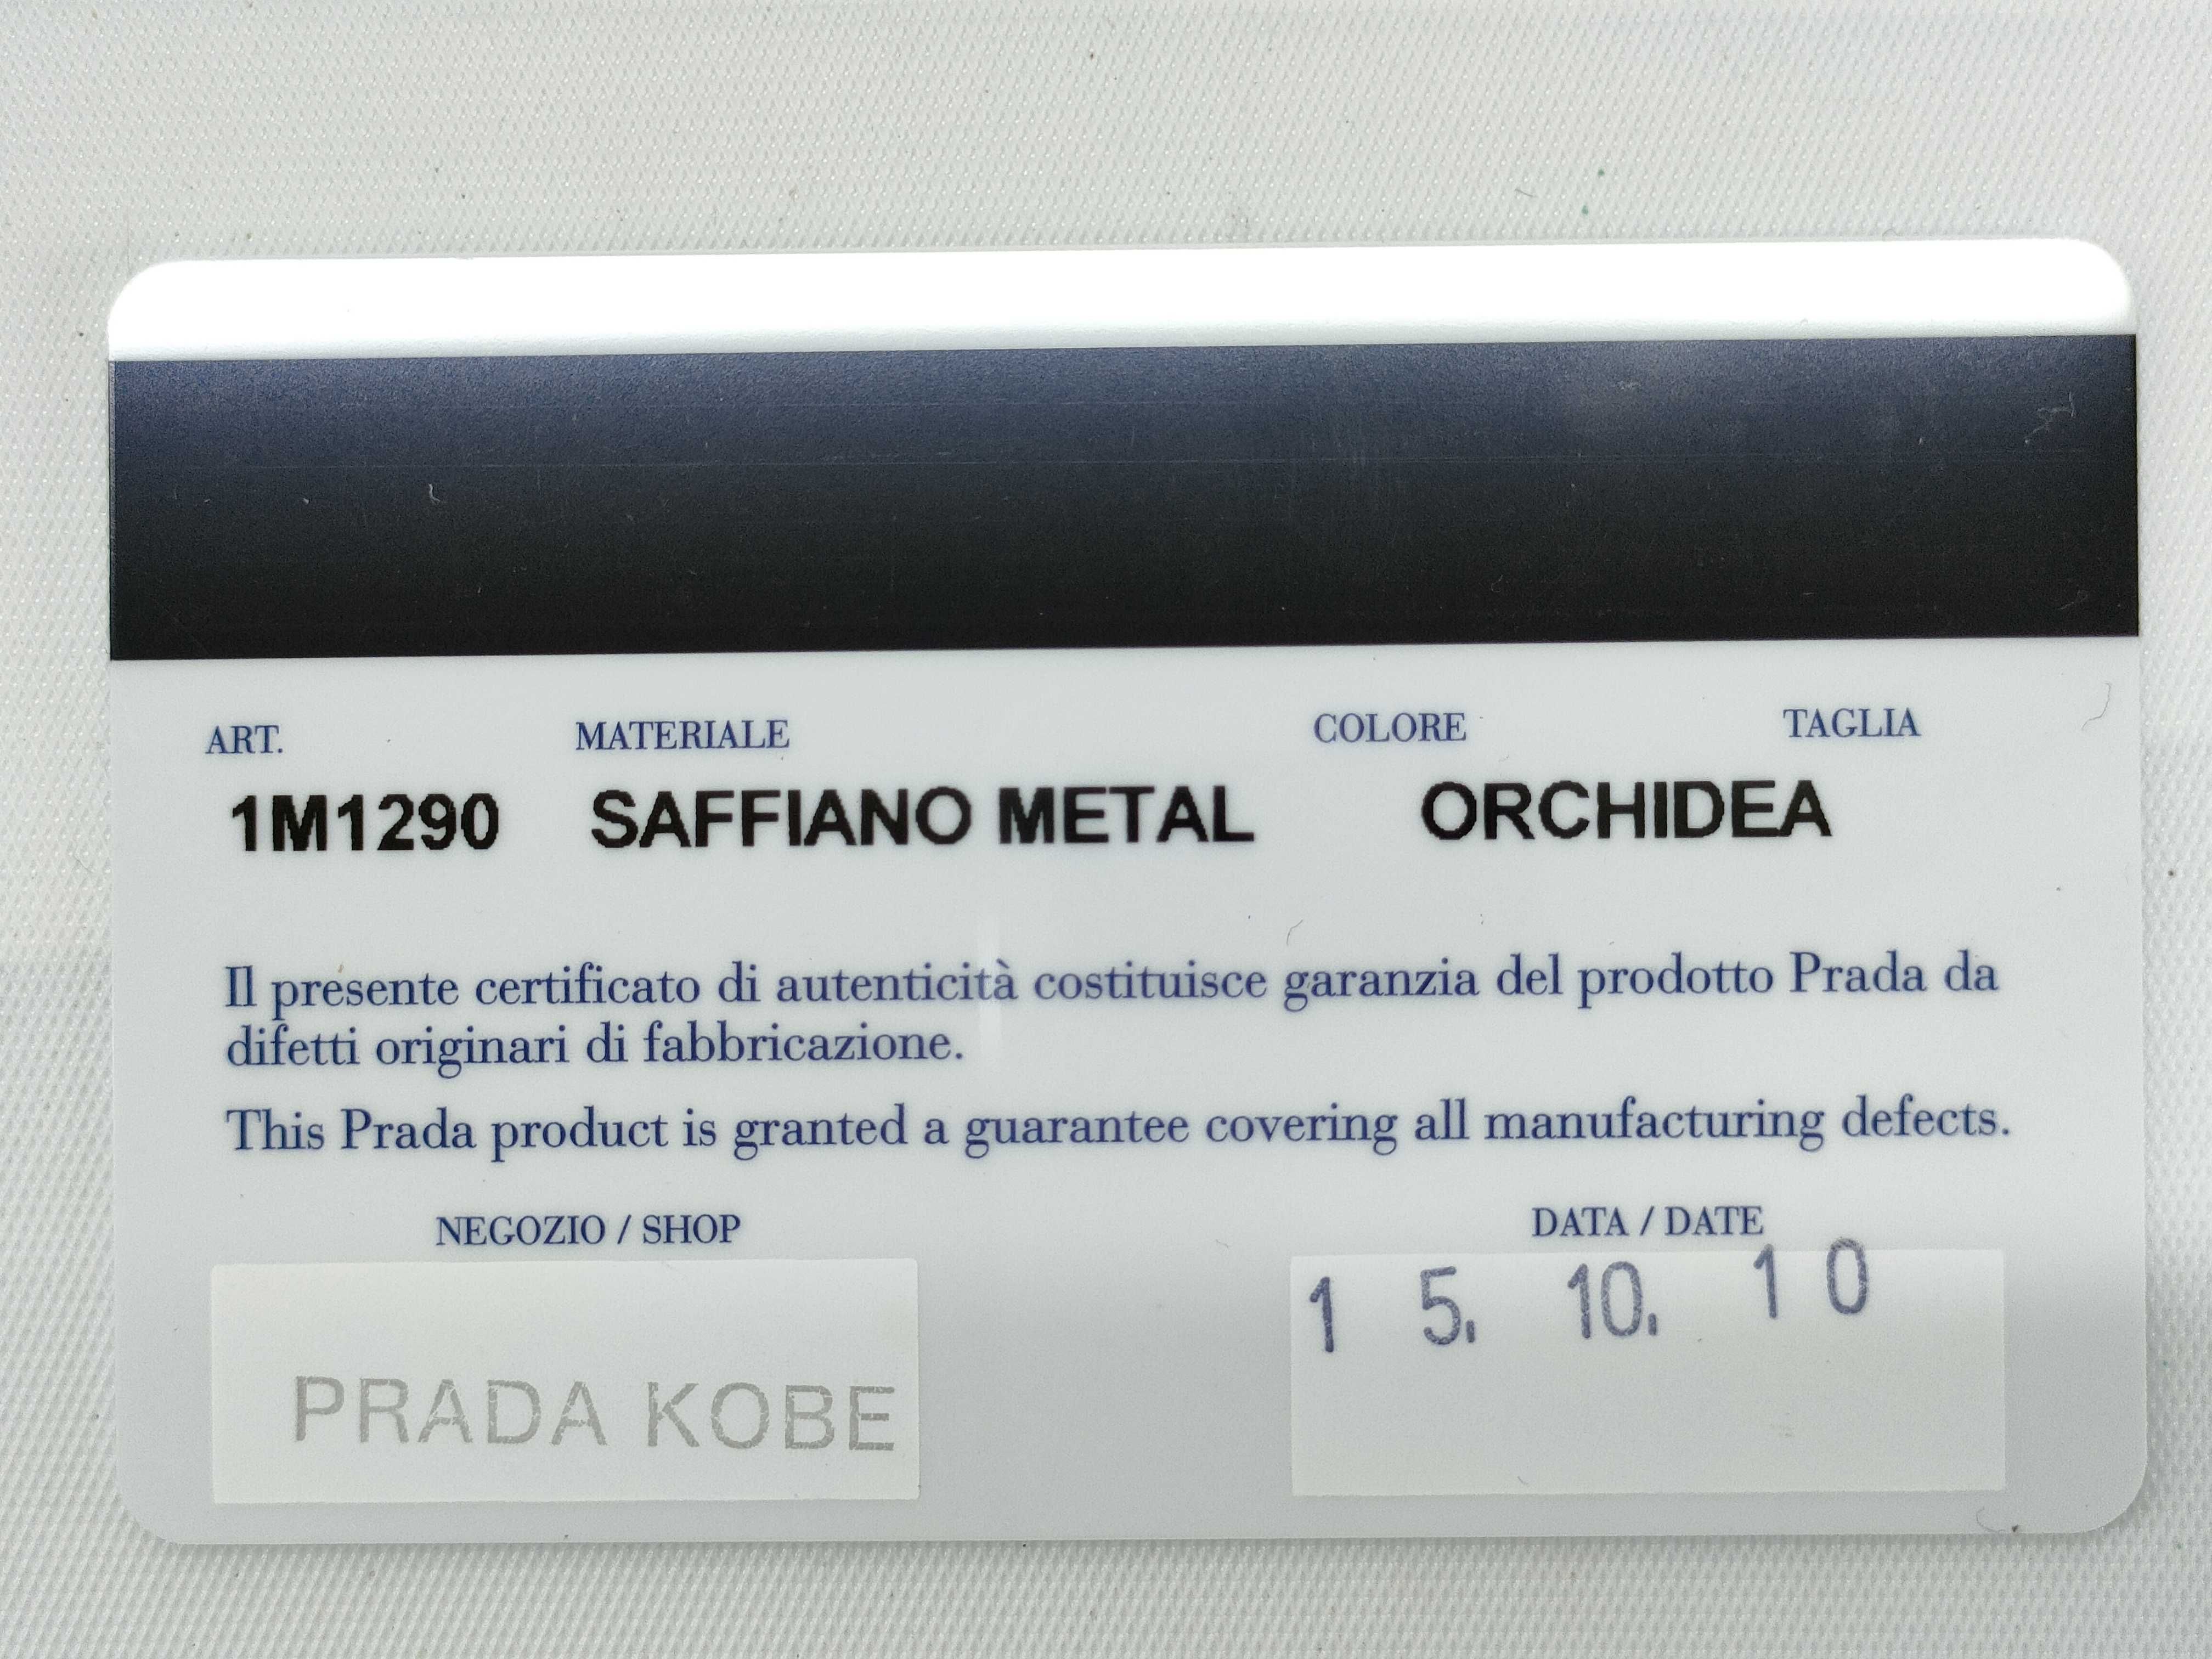 ART. MATERIALE COLORE TAGLIA
1M1290 SAFFIANO METAL ORCHIDEA
Il presente certificato di autenticità costituisce garanzia del prodotto Prada da
difetti originari di fabbricazione.
This Prada product is granted a guarantee covering all manufacturing defects.
NEGOZIO / SHOP DATA / DATE
1 5. 10. 1 0
PRADA KOBE